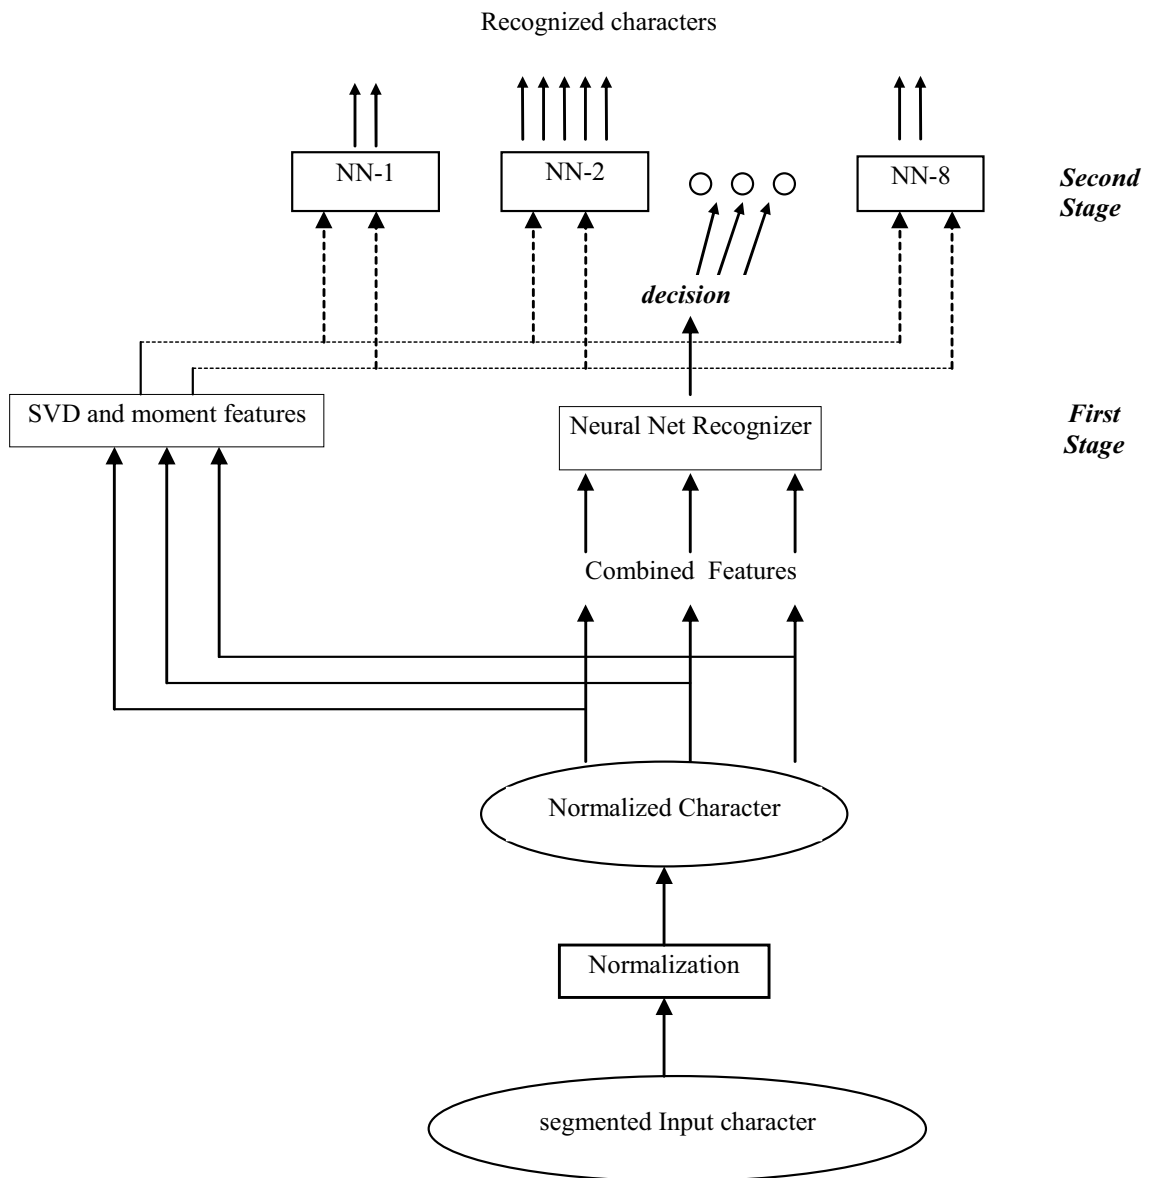 Recognized characters
NN-1
NN-2
NN-8
Second
Stage
decision
SVD and moment features
Neural Net Recognizer
First
Stage
Combined Features
Normalized Character
Normalization
segmented Input character